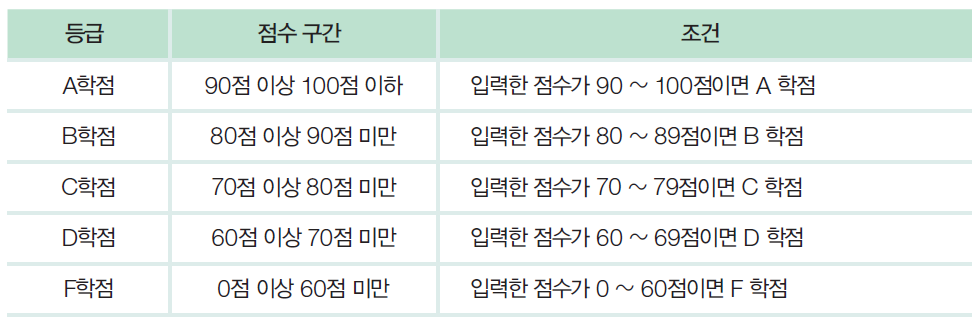 등급 점수 구간 조건
A학점 90점 이상 100점 이하 입력한 점수가 90 ~ 100점이면 A 학점
B학점 80점 이상 90점 미만 입력한 점수가 80 ~ 89점이면 B 학점
C학점 70점 이상 80점 미만 입력한 점수가 70 ~ 79점이면 C 학점
D학점 60점 이상 70점 미만 입력한 점수가 60 ~ 69점이면 D 학점
F학점 0점 이상 60점 미만 입력한 점수가 0 ~ 60점이면 F 학점